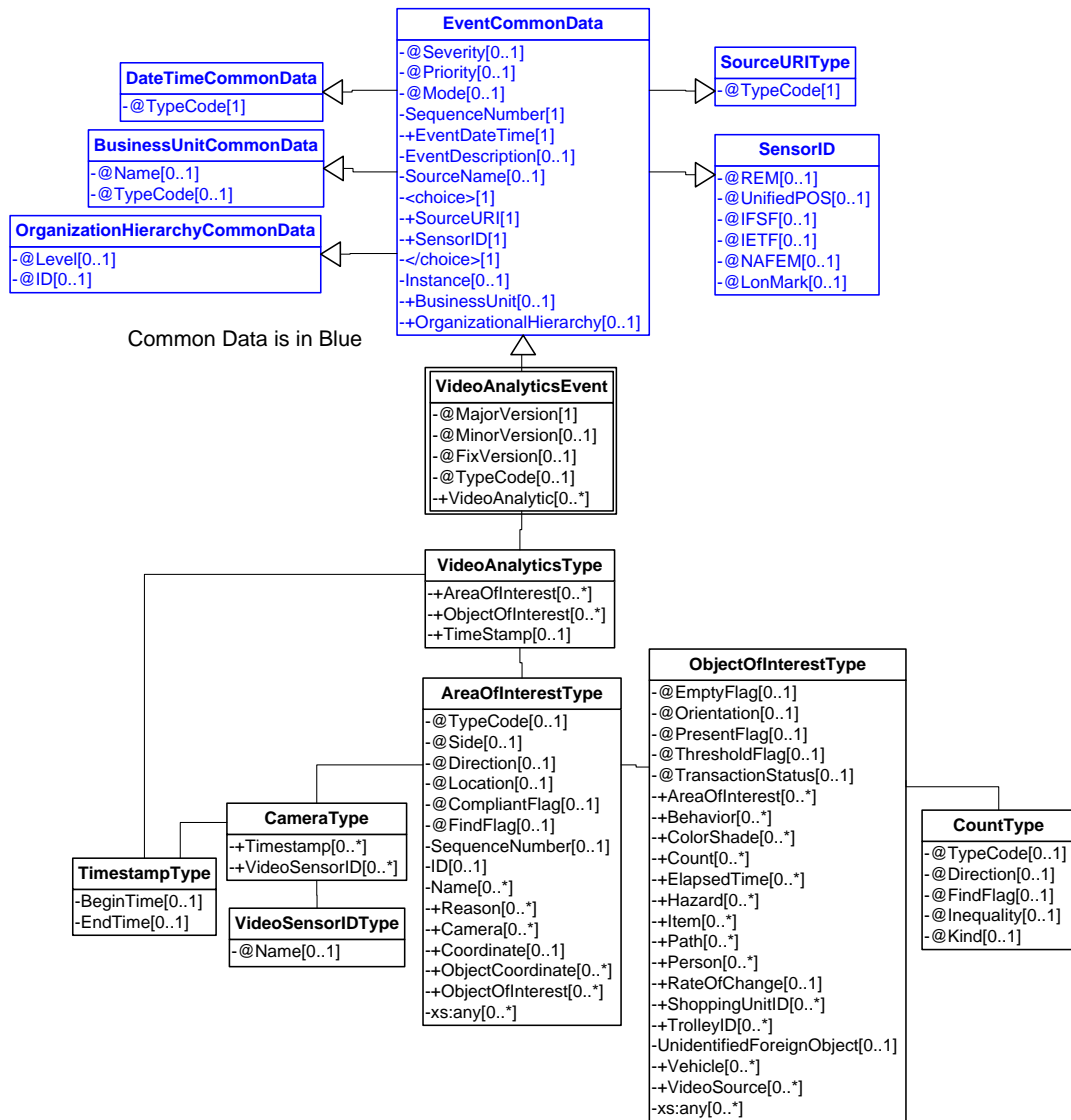 EventCommonData
-@Severity[0..1]
-@Priority[0..1]
-@Mode[0..1]
-SequenceNumber[1]
-+EventDateTime[1]
-EventDescription[0..1]
-SourceName[0..1]
-<choice>[1]
-+SourceURI[1]
-+SensorID[1]
-</choice>[1]
-Instance[0..1]
-+BusinessUnit[0..1]
-+OrganizationalHierarchy[0..1]
DateTimeCommonData
-@TypeCode[1]
BusinessUnitCommonData
-@Name[0..1]
-@TypeCode[0..1]
OrganizationHierarchyCommonData
-@Level[0..1]
-@ID[0..1]
SourceURIType
-@TypeCode[1]
SensorID
-@REM[0..1]
-@UnifiedPOS[0..1]
-@IFSF[0..1]
-@IETF[0..1]
-@NAFEM[0..1]
-@LonMark[0..1]
Common Data is in Blue
VideoAnalyticsEvent
-@MajorVersion[1]
-@MinorVersion[0..1]
-@FixVersion[0..1]
-@TypeCode[0..1]
-+VideoAnalytic[0..*]
VideoAnalyticsType
-+AreaOfInterest[0..*]
-+ObjectOfInterest[0..*]
-+TimeStamp[0..1]
AreaOfInterestType
-@TypeCode[0..1]
-@Side[0..1]
-@Direction[0..1]
-@Location[0..1]
-@CompliantFlag[0..1]
-@FindFlag[0..1]
-SequenceNumber[0..1]
-ID[0..1]
-Name[0..*]
-+Reason[0..*]
-+Camera[0..*]
-+Coordinate[0..1]
-+ObjectCoordinate[0..*]
-+ObjectOfInterest[0..*]
-xs:any[0..*]
CameraType
-+Timestamp[0..*]
-+VideoSensorID[0..*]
TimestampType
-BeginTime[0..1]
-EndTime[0..1]
VideoSensorIDType
-@Name[0..1]
ObjectOfInterestType
-@EmptyFlag[0..1]
-@Orientation[0..1]
-@PresentFlag[0..1]
-@ThresholdFlag[0..1]
-@TransactionStatus[0..1]
-+AreaOfInterest[0..*]
-+Behavior[0..*]
-+ColorShade[0..*]
-+Count[0..*]
-+ElapsedTime[0..*]
-+Hazard[0..*]
-+Item[0..*]
-+Path[0..*]
-+Person[0..*]
-+RateOfChange[0..1]
-+ShoppingUnitID[0..*]
-+TrolleyID[0..*]
-UnidentifiedForeignObject[0..1]
-+Vehicle[0..*]
-+VideoSource[0..*]
-xs:any[0..*]
CountType
-@TypeCode[0..1]
-@Direction[0..1]
-@FindFlag[0..1]
-@Inequality[0..1]
-@Kind[0..1]